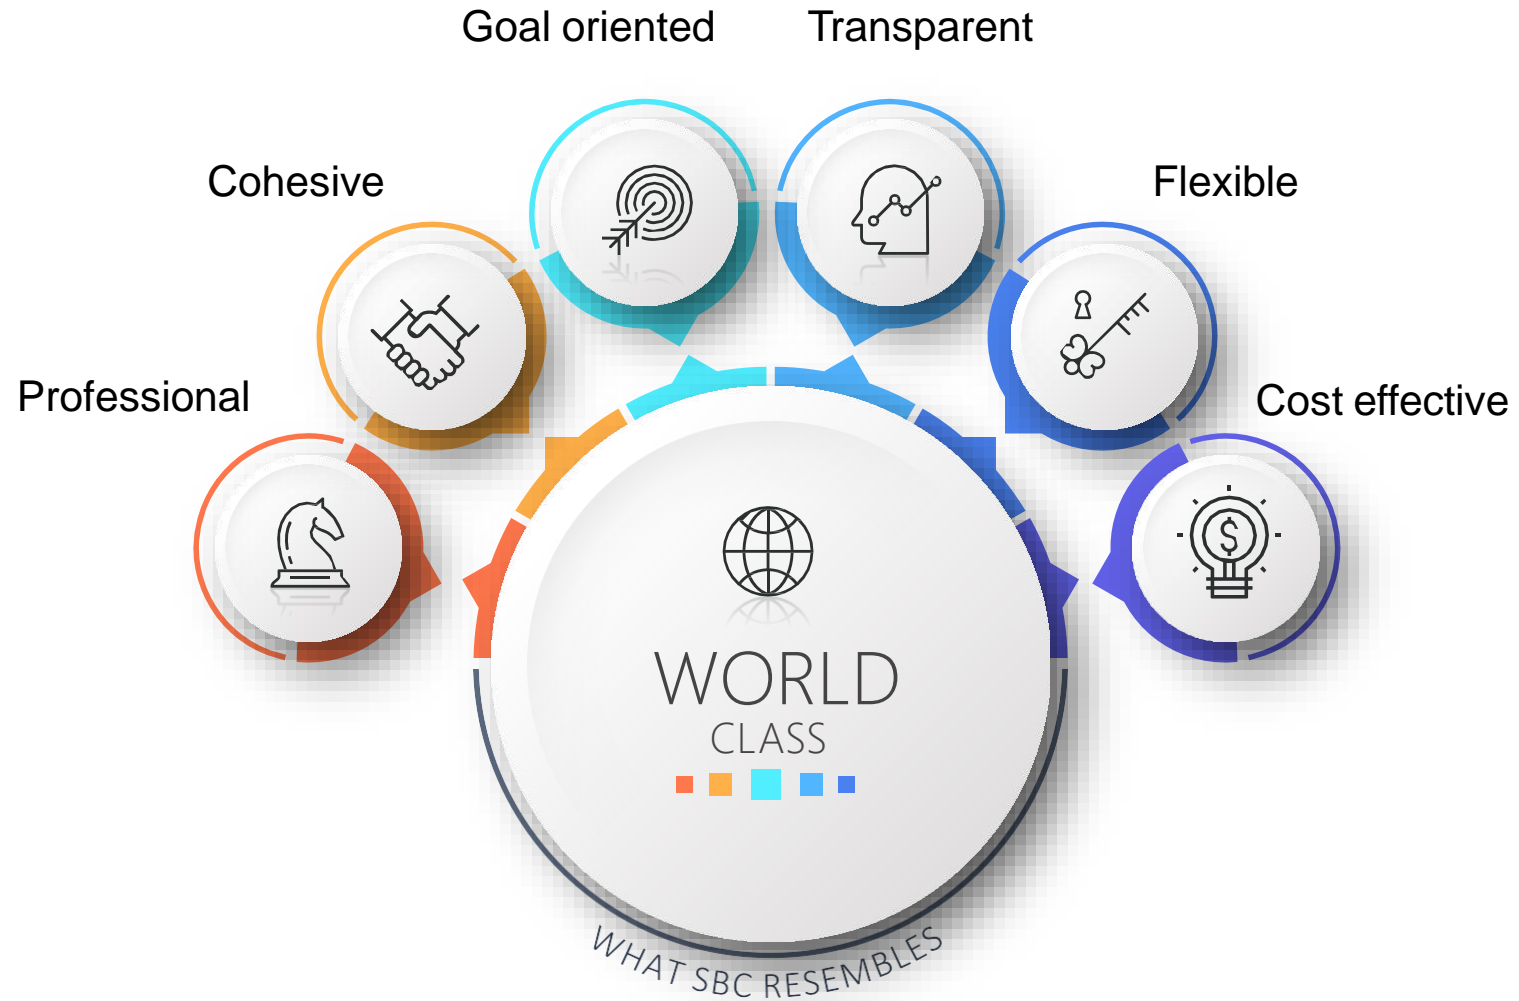 Goal oriented
Transparent
Cohesive
Flexible
Professional
Cost effective
$
WORLD
CLASS
WHAT SBC RESEMBLES